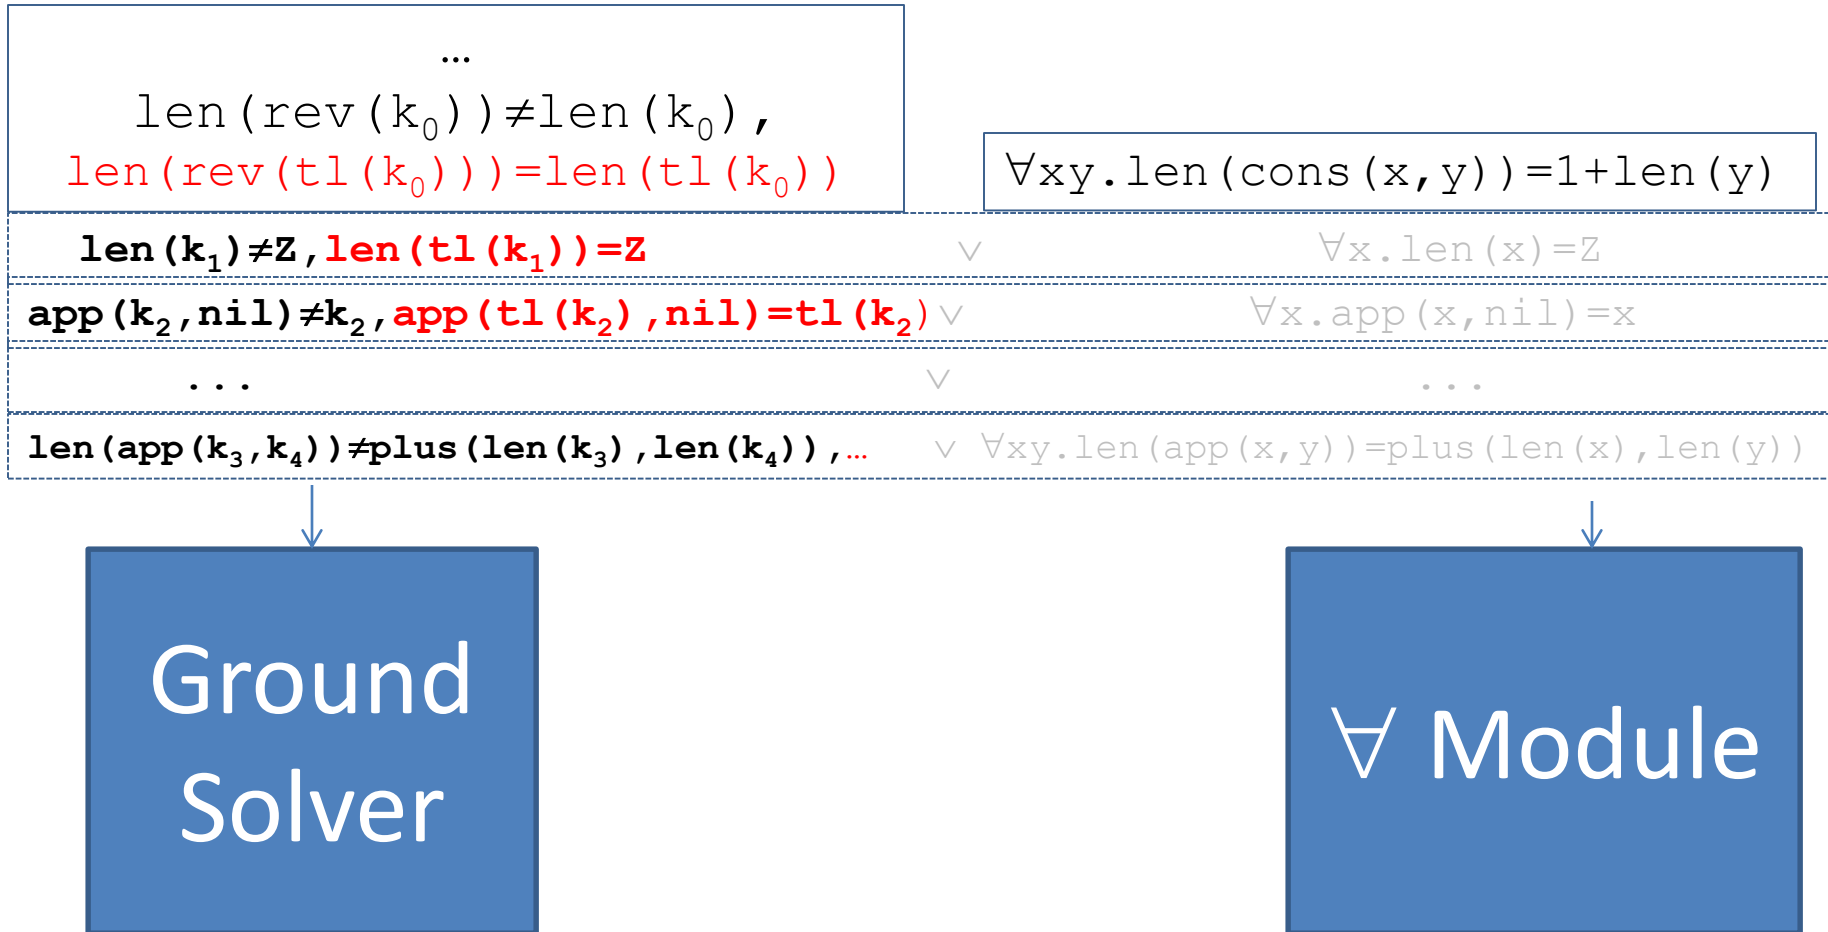 …
len(rev(k₀))≠len(k₀),
len(rev(tl(k₀)))=len(tl(k₀))
∀xy.len(cons(x,y))=1+len(y)
len(k₁)≠Z,len(tl(k₁))=Z ∨ ∀x.len(x)=Z
app(k₂,nil)≠k₂,app(tl(k₂),nil)=tl(k₂) ∨ ∀x.app(x,nil)=x
... ∨ ...
len(app(k₃,k₄))≠plus(len(k₃),len(k₄)),… ∨ ∀xy.len(app(x,y))=plus(len(x),len(y))
Ground
Solver
∀ Module